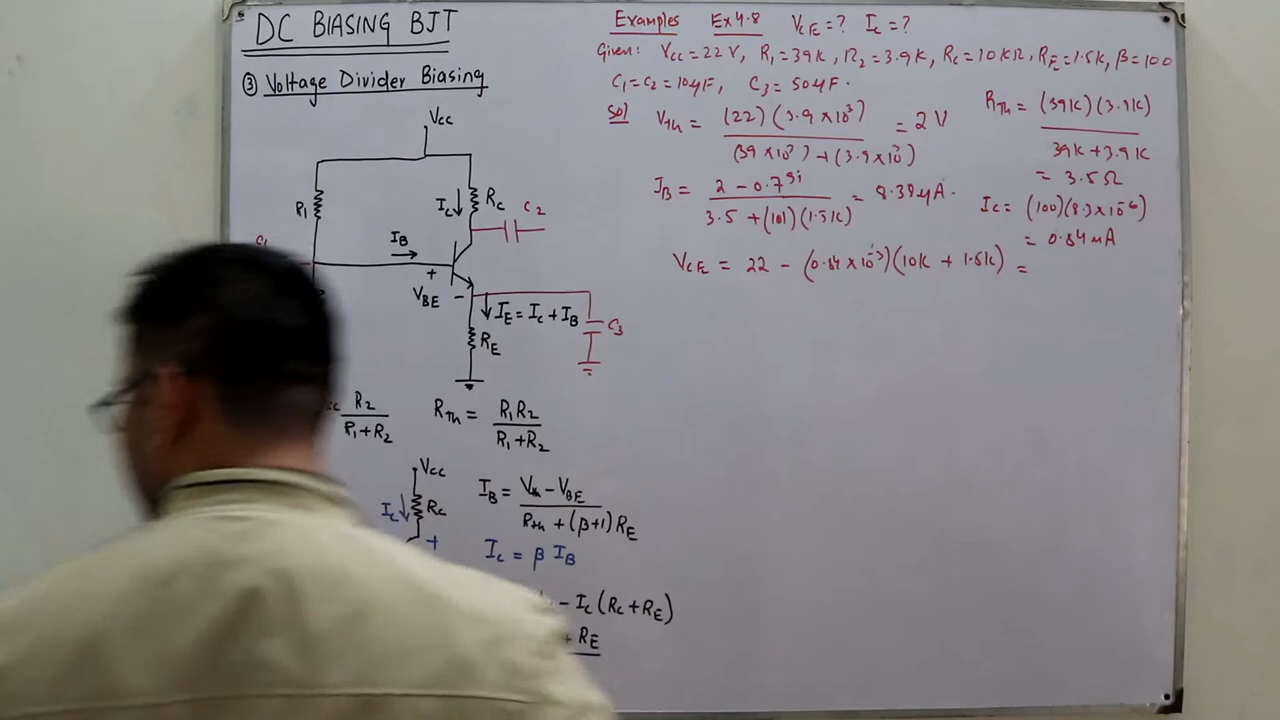 DC BIASING BJT
③ Voltage Divider Biasing
Vcc
R1
Ic
Rc
C2
C1
IB
+
VBE -
IE = Ic + IB
RE
C3
R2
R1+R2
RTh = R1R2
R1+R2
Vcc
Ic
Rc
+
IB = Vth - VBE
Rth + (β+1) RE
Ic = β IB
- Ic (Rc + RE)
+ RE
Examples Ex 4.8 VCE = ? Ic = ?
Given: Vcc = 22 V, R1 = 39K, R2 = 3.9K, Rc = 10KΩ, RE = 1.5K, β = 100
C1 = C2 = 10μF, C3 = 50μF.
Sol VTh = (22)(3.9 x 10³) = 2V
(39 x 10³) + (3.9 x 10³)
RTh = (39K)(3.9K)
39K + 3.9K
= 3.5Ω
IB = 2 - 0.7 Si = 8.38μA.
3.5 + (101)(1.5K)
Ic = (100)(8.3 x 10⁻⁶)
= 0.84 mA
VCE = 22 - (0.84 x 10⁻³)(10K + 1.5K) =